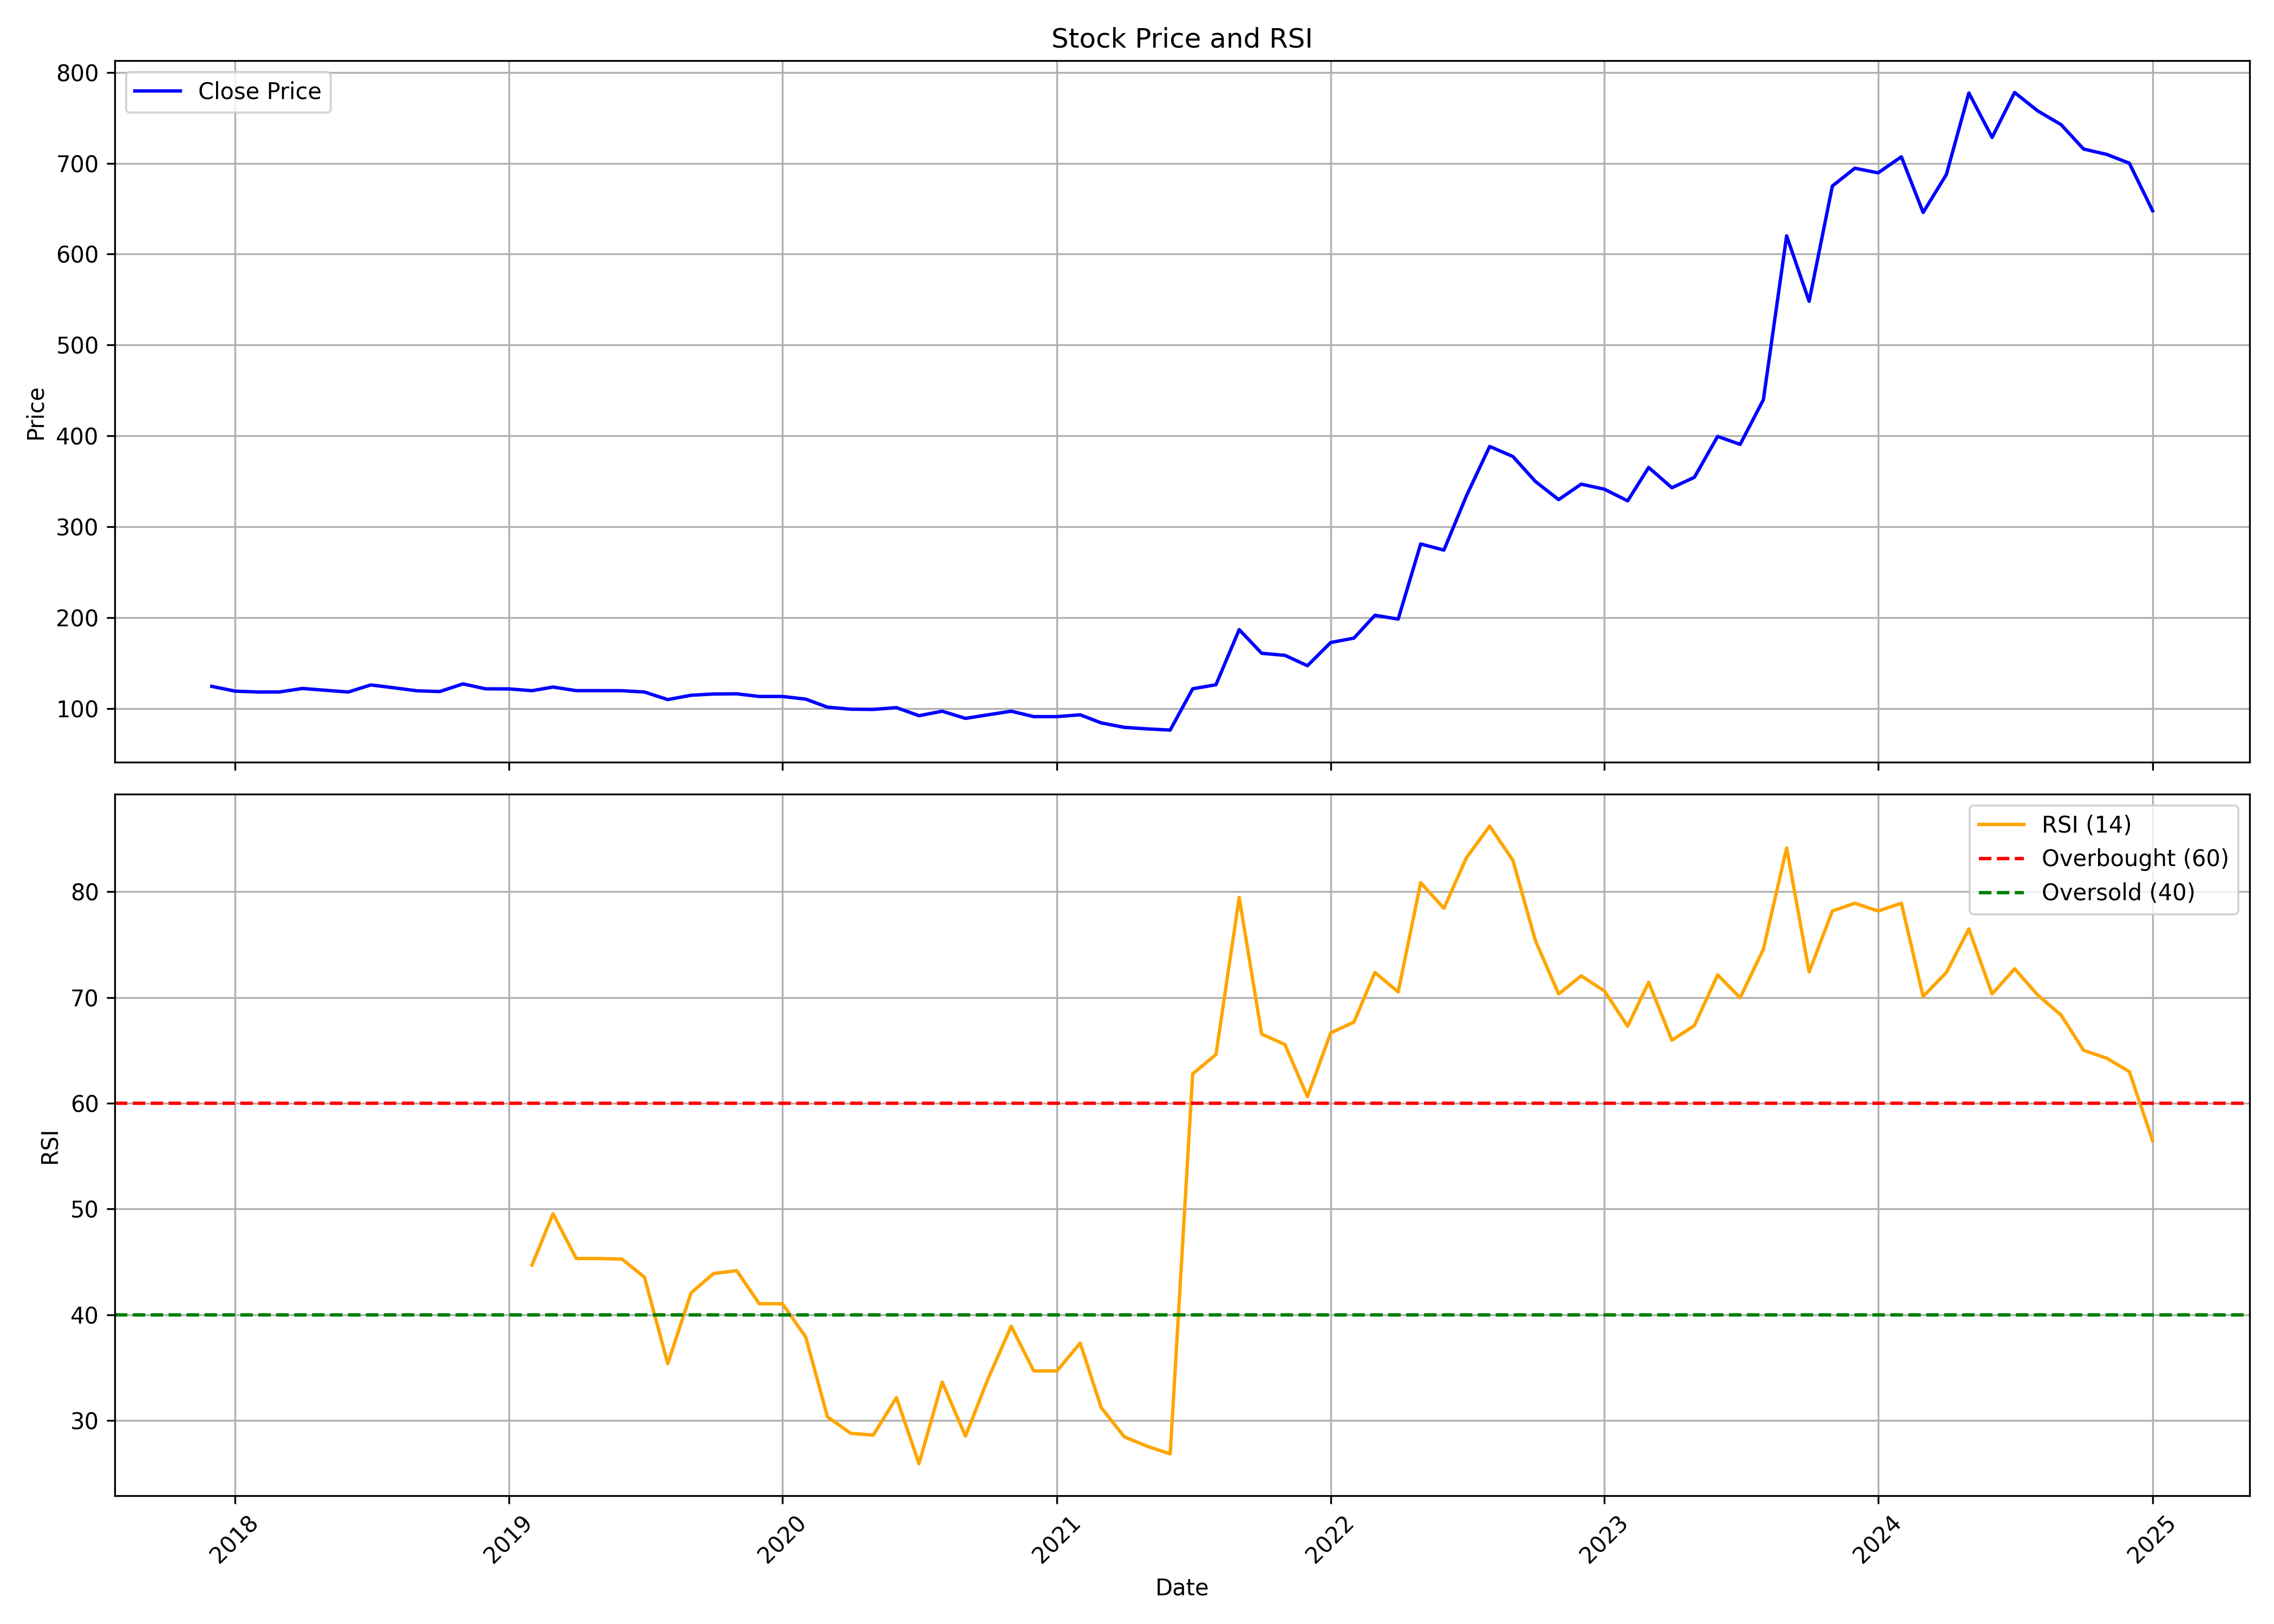 Stock Price and RSI
800
700
600
500
400
300
200
100
Price
Close Price
80
70
60
50
40
30
RSI
RSI (14)
Overbought (60)
Oversold (40)
2018
2019
2020
2021
2022
2023
2024
2025
Date